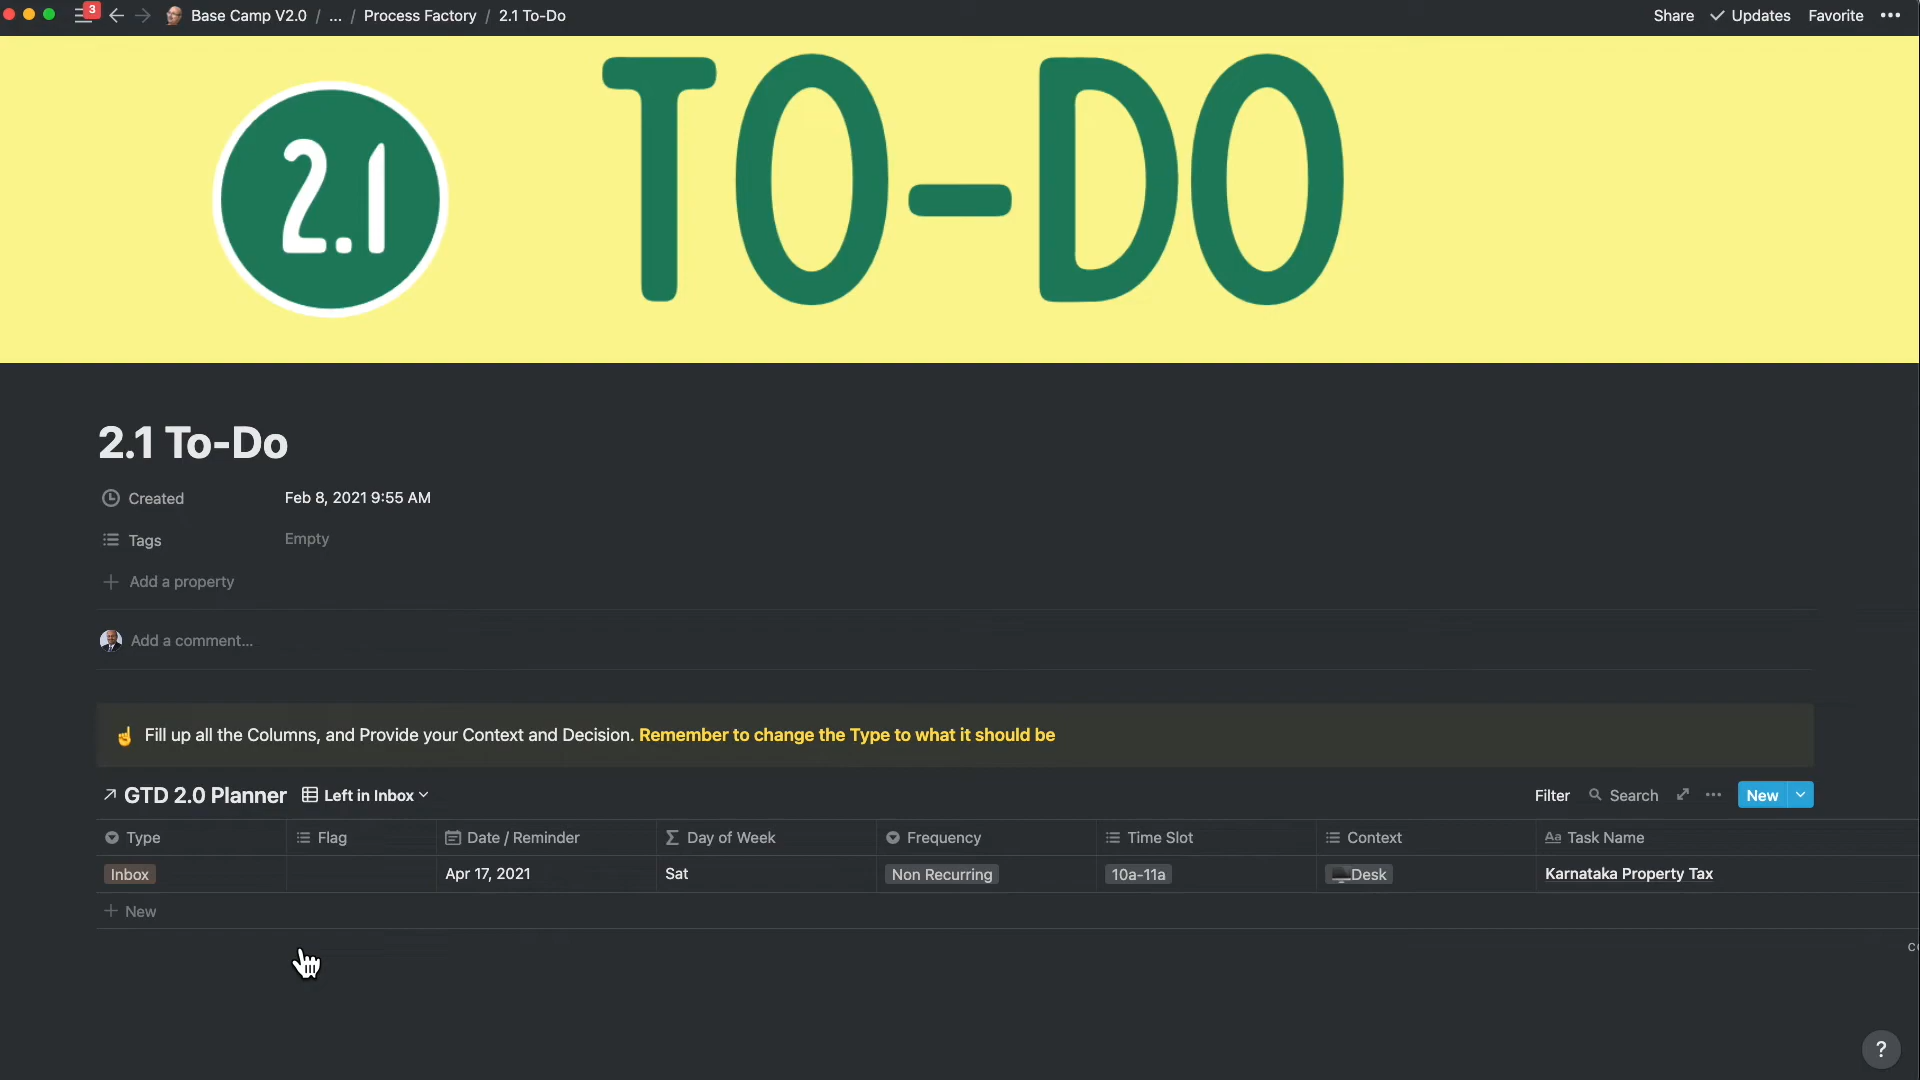 3 Base Camp V2.0 / ... / Process Factory / 2.1 To-Do Share Updates Favorite
2.1 TO-DO
2.1 To-Do
Created Feb 8, 2021 9:55 AM
Tags Empty
Add a property
Add a comment...
☝️ Fill up all the Columns, and Provide your Context and Decision. Remember to change the Type to what it should be
GTD 2.0 Planner Left in Inbox Filter Search New
Type Flag Date / Reminder Day of Week Frequency Time Slot Context Aa Task Name
Inbox Apr 17, 2021 Sat Non Recurring 10a-11a Desk Karnataka Property Tax
+ New
?